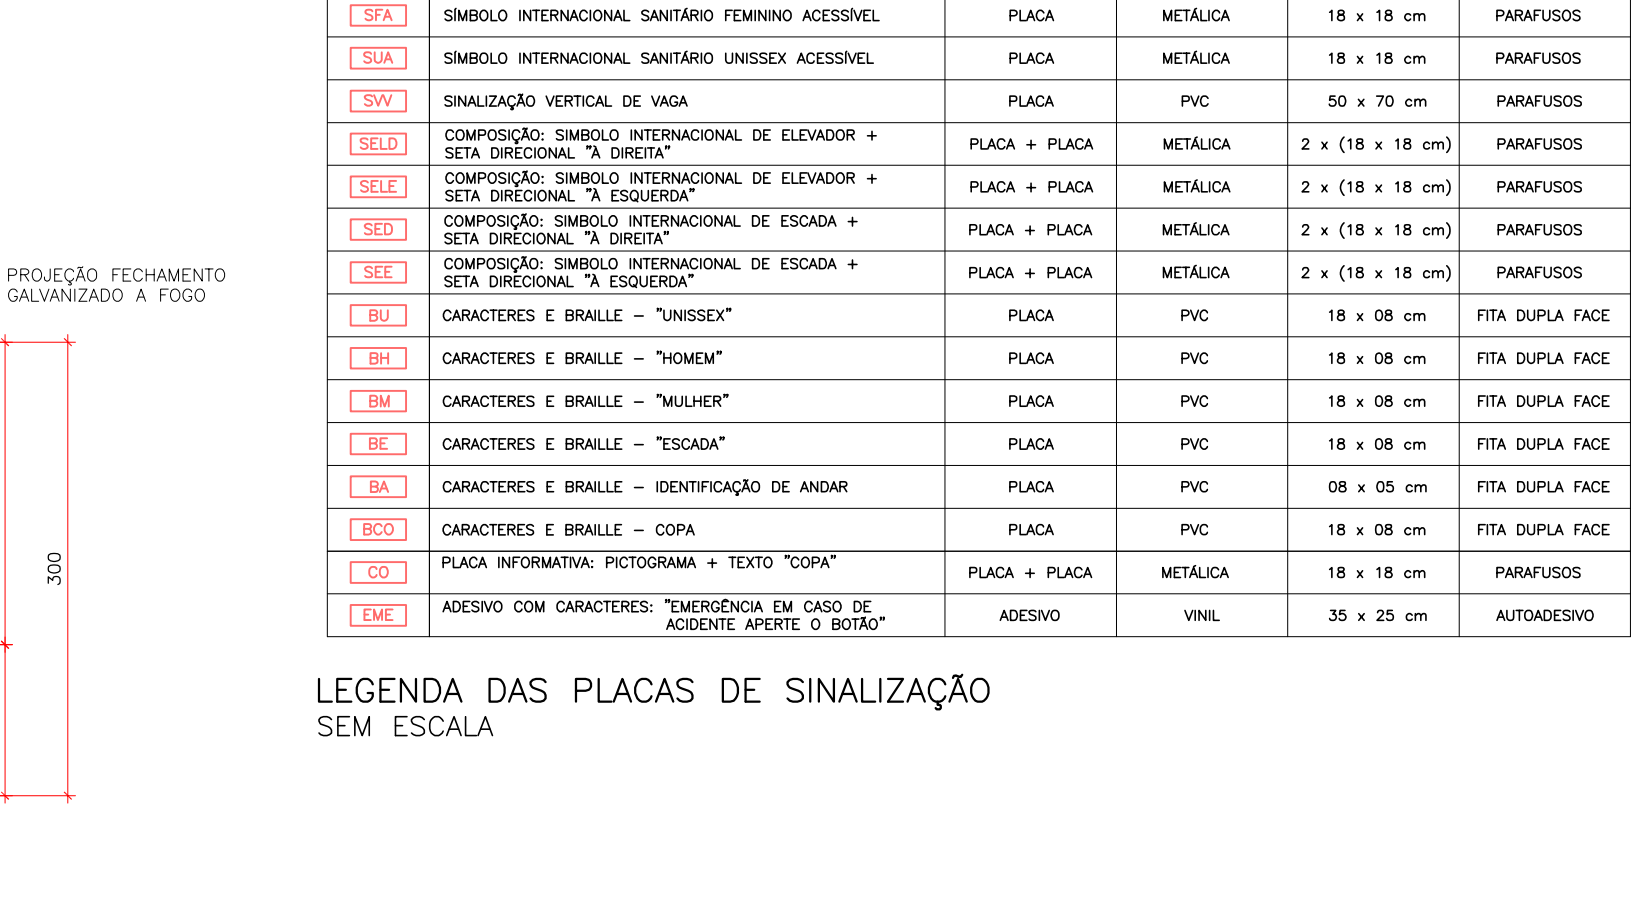 SFA SÍMBOLO INTERNACIONAL SANITÁRIO FEMININO ACESSÍVEL PLACA METÁLICA 18 x 18 cm PARAFUSOS
SUA SÍMBOLO INTERNACIONAL SANITÁRIO UNISSEX ACESSÍVEL PLACA METÁLICA 18 x 18 cm PARAFUSOS
SVV SINALIZAÇÃO VERTICAL DE VAGA PLACA PVC 50 x 70 cm PARAFUSOS
SELD COMPOSIÇÃO: SIMBOLO INTERNACIONAL DE ELEVADOR +
SETA DIRECIONAL "À DIREITA" PLACA + PLACA METÁLICA 2 x (18 x 18 cm) PARAFUSOS
SELE COMPOSIÇÃO: SIMBOLO INTERNACIONAL DE ELEVADOR +
SETA DIRECIONAL "À ESQUERDA" PLACA + PLACA METÁLICA 2 x (18 x 18 cm) PARAFUSOS
SED COMPOSIÇÃO: SIMBOLO INTERNACIONAL DE ESCADA +
SETA DIRECIONAL "À DIREITA" PLACA + PLACA METÁLICA 2 x (18 x 18 cm) PARAFUSOS
SEE COMPOSIÇÃO: SIMBOLO INTERNACIONAL DE ESCADA +
SETA DIRECIONAL "À ESQUERDA" PLACA + PLACA METÁLICA 2 x (18 x 18 cm) PARAFUSOS
BU CARACTERES E BRAILLE – "UNISSEX" PLACA PVC 18 x 08 cm FITA DUPLA FACE
BH CARACTERES E BRAILLE – "HOMEM" PLACA PVC 18 x 08 cm FITA DUPLA FACE
BM CARACTERES E BRAILLE – "MULHER" PLACA PVC 18 x 08 cm FITA DUPLA FACE
BE CARACTERES E BRAILLE – "ESCADA" PLACA PVC 18 x 08 cm FITA DUPLA FACE
BA CARACTERES E BRAILLE – IDENTIFICAÇÃO DE ANDAR PLACA PVC 08 x 05 cm FITA DUPLA FACE
BCO CARACTERES E BRAILLE – COPA PLACA PVC 18 x 08 cm FITA DUPLA FACE
CO PLACA INFORMATIVA: PICTOGRAMA + TEXTO "COPA" PLACA + PLACA METÁLICA 18 x 18 cm PARAFUSOS
EME ADESIVO COM CARACTERES: "EMERGÊNCIA EM CASO DE
ACIDENTE APERTE O BOTÃO" ADESIVO VINIL 35 x 25 cm AUTOADESIVO
LEGENDA DAS PLACAS DE SINALIZAÇÃO
SEM ESCALA
PROJEÇÃO FECHAMENTO
GALVANIZADO A FOGO
300